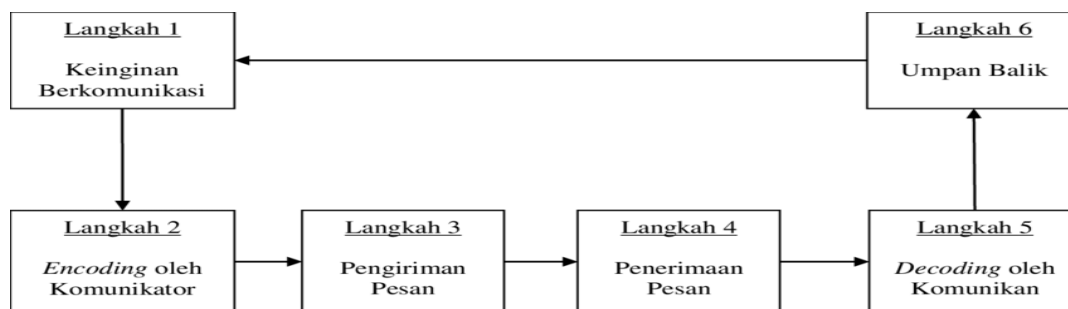 Langkah 1
Keinginan
Berkomunikasi
Langkah 6
Umpan Balik
Langkah 2
Encoding oleh
Komunikator
Langkah 3
Pengiriman
Pesan
Langkah 4
Penerimaan
Pesan
Langkah 5
Decoding oleh
Komunikan